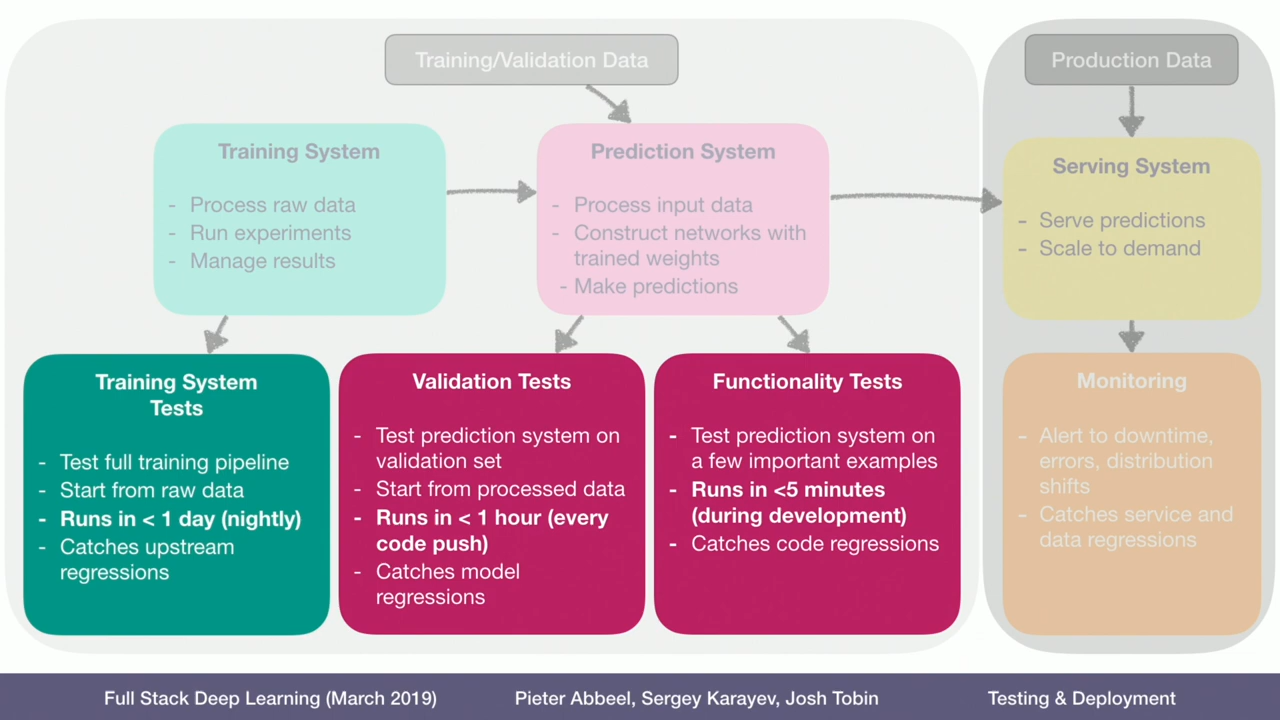 Training/Validation Data
Production Data
Training System
- Process raw data
- Run experiments
- Manage results
Prediction System
- Process input data
- Construct networks with
trained weights
- Make predictions
Serving System
- Serve predictions
- Scale to demand
Training System
Tests
- Test full training pipeline
- Start from raw data
- Runs in < 1 day (nightly)
- Catches upstream
regressions
Validation Tests
- Test prediction system on
validation set
- Start from processed data
- Runs in < 1 hour (every
code push)
- Catches model
regressions
Functionality Tests
- Test prediction system on
a few important examples
- Runs in <5 minutes
(during development)
- Catches code regressions
Monitoring
- Alert to downtime,
errors, distribution
shifts
- Catches service and
data regressions
Full Stack Deep Learning (March 2019)
Pieter Abbeel, Sergey Karayev, Josh Tobin
Testing & Deployment